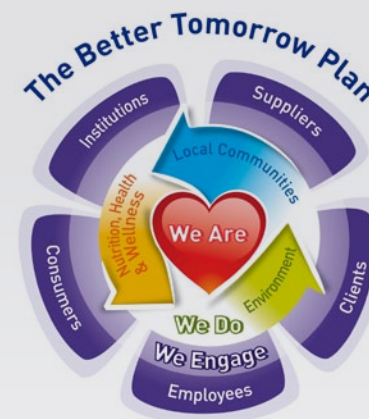 The Better Tomorrow Plan
Institutions
Suppliers
Local Communities
Nutrition, Health
& Wellness
We Are
Environment
Consumers
Clients
We Do
We Engage
Employees